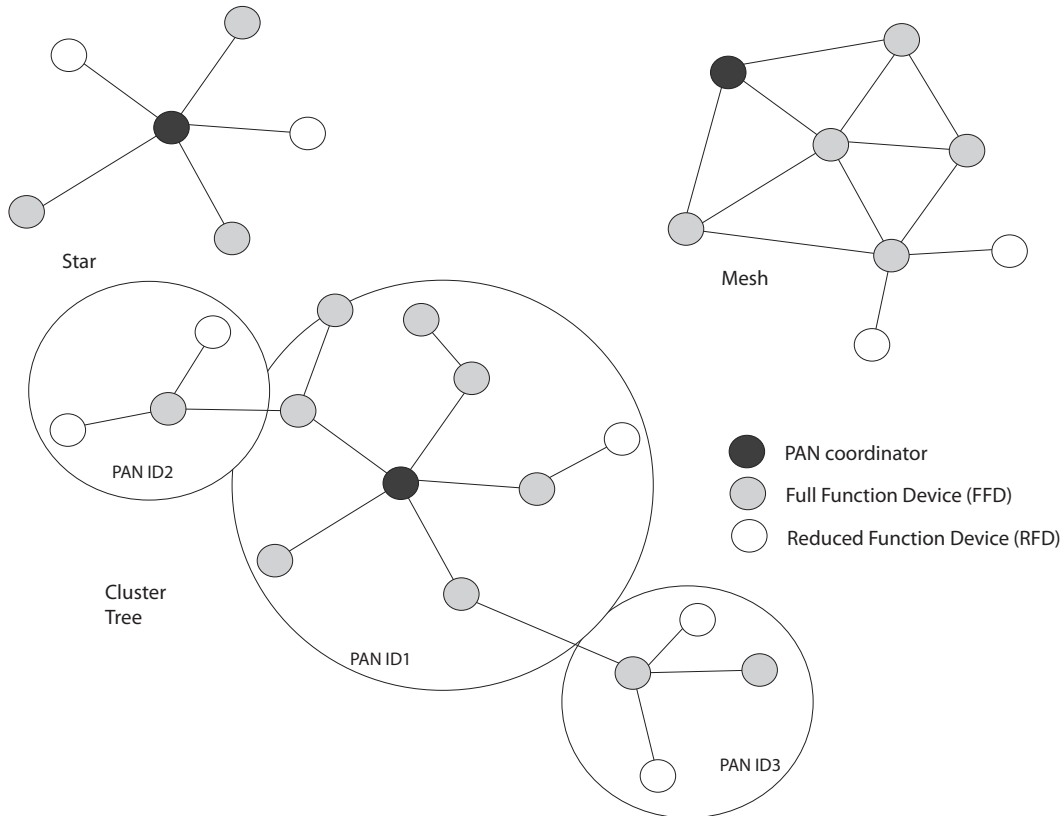 Star
Mesh
PAN ID2
Cluster
Tree
PAN ID1
PAN ID3
PAN coordinator
Full Function Device (FFD)
Reduced Function Device (RFD)